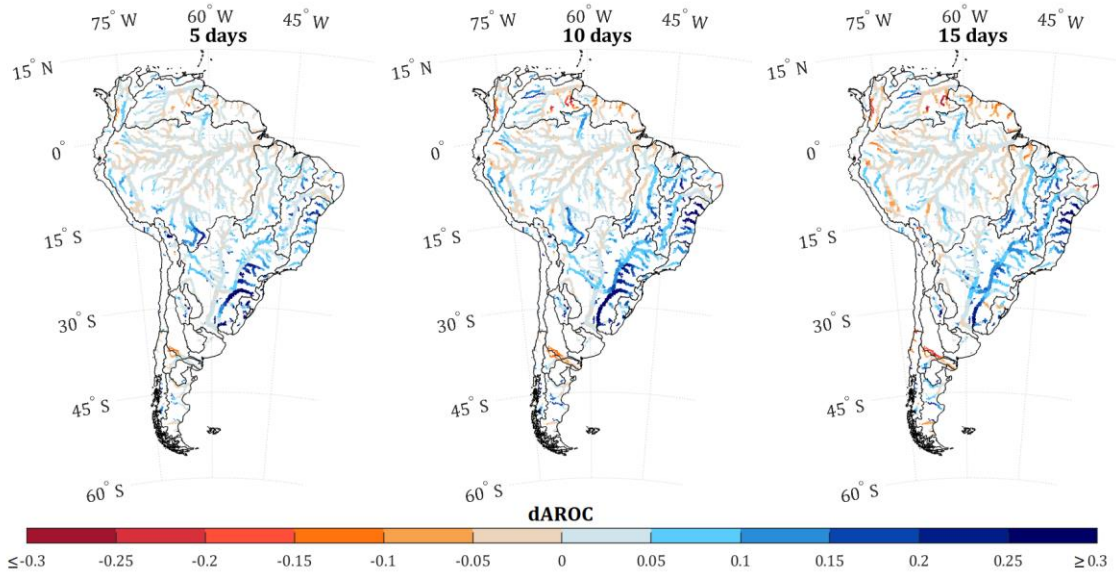 75° W 60° W 45° W 75° W 60° W 45° W 75° W 60° W 45° W
5 days 10 days 15 days
15° N 15° N 15° N
0° 0° 0°
15° S 15° S 15° S
30° S 30° S 30° S
45° S 45° S 45° S
60° S 60° S 60° S
dAROC
≤-0.3 -0.25 -0.2 -0.15 -0.1 -0.05 0 0.05 0.1 0.15 0.2 0.25 ≥0.3